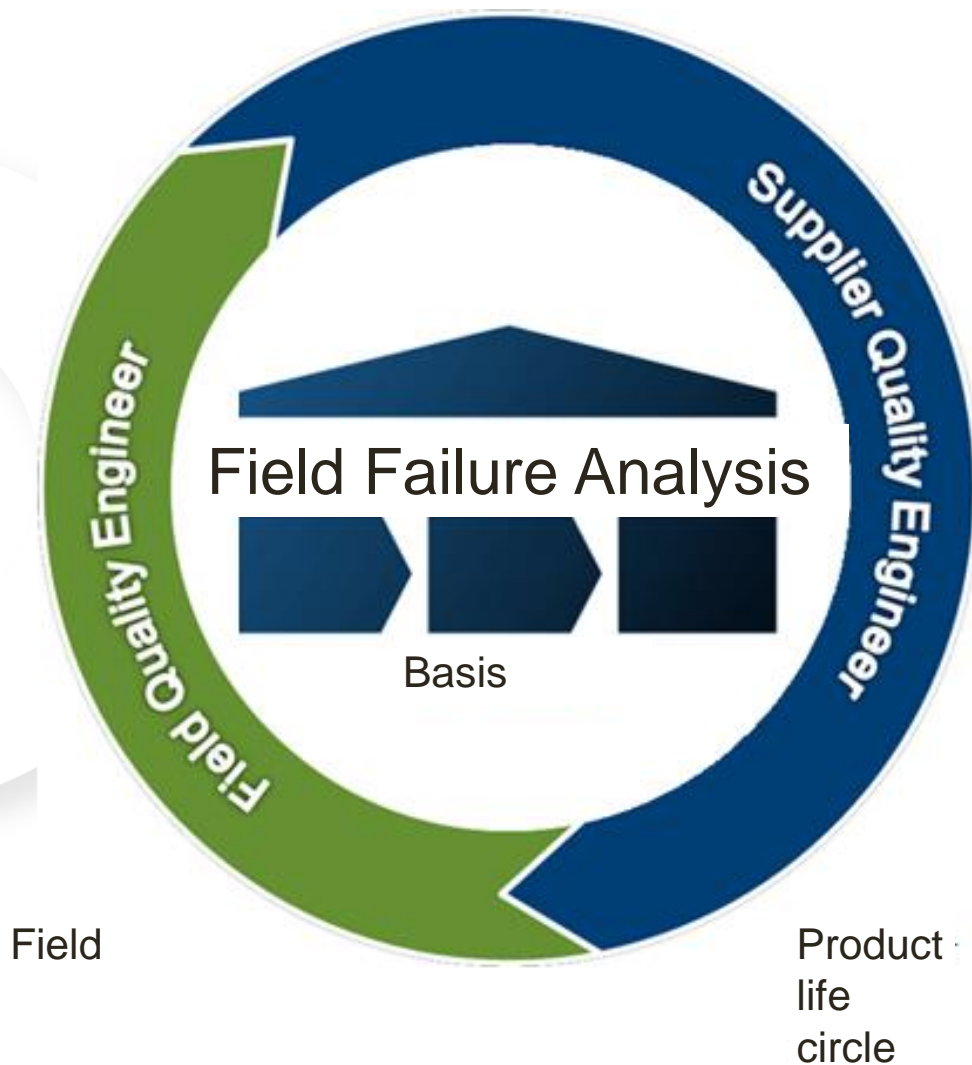 Supplier Quality Engineer
Field Quality Engineer
Field Failure Analysis
Basis
Field
Product
life
circle